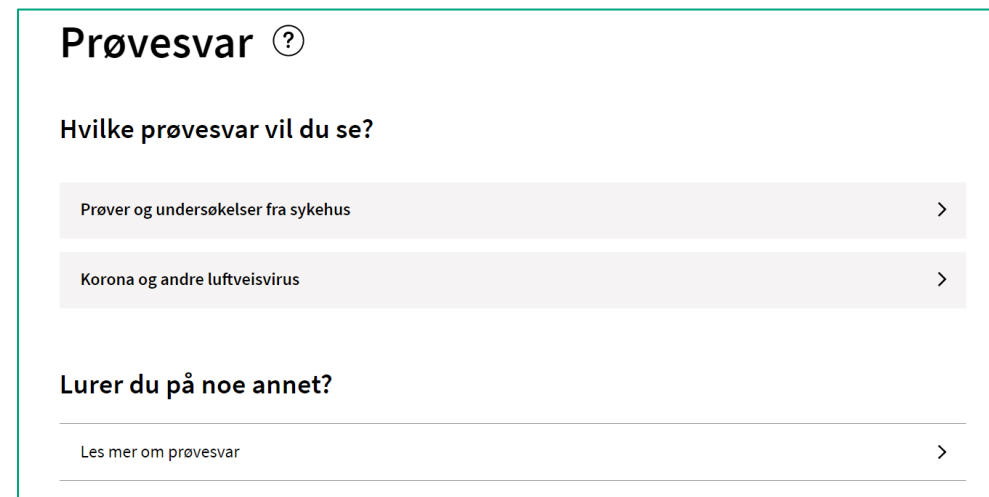 Prøvesvar ?
Hvilke prøvesvar vil du se?
Prøver og undersøkelser fra sykehus
Korona og andre luftveisvirus
Lurer du på noe annet?
Les mer om prøvesvar